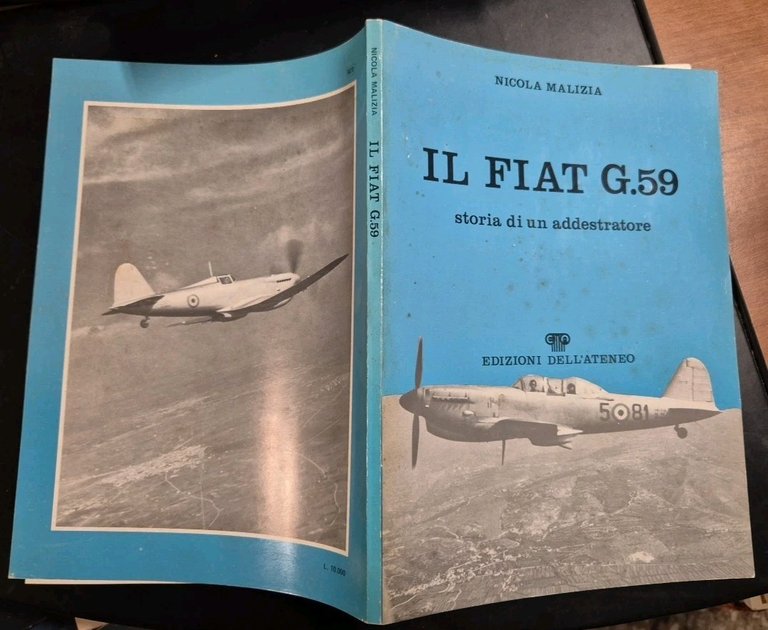 NICOLA MALIZIA
IL FIAT G.59
storia di un addestratore
EDIZIONI DELL'ATENEO
5 81
NICOLA MALIZIA
IL FIAT G.59
L. 10.000